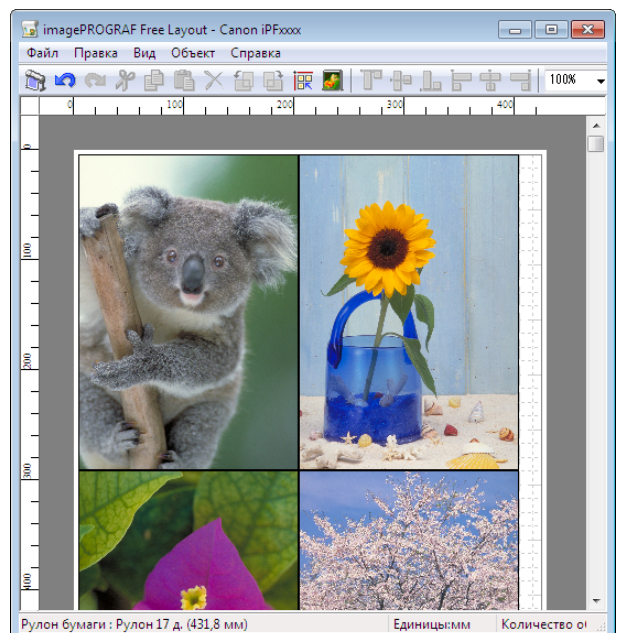 imagePROGRAF Free Layout - Canon iPFxxxx
Файл Правка Вид Объект Справка
100%
0 100 200 300 400
0
100
200
300
400
Рулон бумаги : Рулон 17 д. (431,8 мм) Единицы:мм Количество о